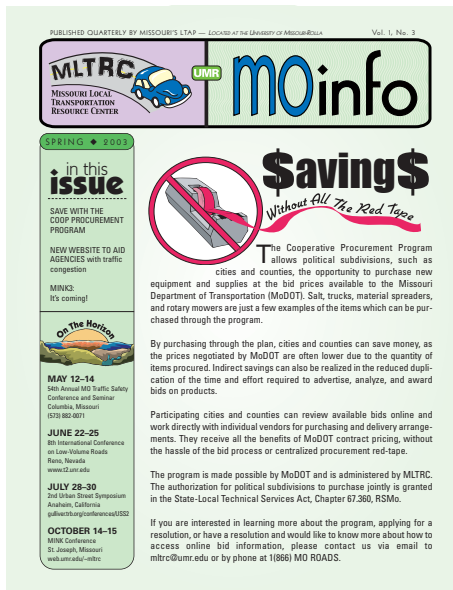 PUBLISHED QUARTERLY BY MISSOURI'S LTAP — LOCATED AT THE UNIVERSITY OF MISSOURI-ROLLA
Vol. 1, No. 3
MLTRC
MISSOURI LOCAL
TRANSPORTATION
RESOURCE CENTER
UMR
MOinfo
SPRING ◆ 2003
in this
issue
SAVE WITH THE
COOP PROCUREMENT
PROGRAM
NEW WEBSITE TO AID
AGENCIES with traffic
congestion
MINK3:
It's coming!
On The Horizon
MAY 12–14
54th Annual MO Traffic Safety
Conference and Seminar
Columbia, Missouri
(573) 882-0071
JUNE 22–25
8th International Conference
on Low-Volume Roads
Reno, Nevada
www.t2.unr.edu
JULY 28–30
2nd Urban Street Symposium
Anaheim, California
gulliver.trb.org/conferences/USS2
OCTOBER 14–15
MINK Conference
St. Joseph, Missouri
web.umr.edu/~mltrc
$aving$
Without All The Red Tape
The Cooperative Procurement Program
allows political subdivisions, such as
cities and counties, the opportunity to purchase new
equipment and supplies at the bid prices available to the Missouri
Department of Transportation (MoDOT). Salt, trucks, material spreaders,
and rotary mowers are just a few examples of the items which can be pur-
chased through the program.
By purchasing through the plan, cities and counties can save money, as
the prices negotiated by MoDOT are often lower due to the quantity of
items procured. Indirect savings can also be realized in the reduced dupli-
cation of the time and effort required to advertise, analyze, and award
bids on products.
Participating cities and counties can review available bids online and
work directly with individual vendors for purchasing and delivery arrange-
ments. They receive all the benefits of MoDOT contract pricing, without
the hassle of the bid process or centralized procurement red-tape.
The program is made possible by MoDOT and is administered by MLTRC.
The authorization for political subdivisions to purchase jointly is granted
in the State-Local Technical Services Act, Chapter 67.360, RSMo.
If you are interested in learning more about the program, applying for a
resolution, or have a resolution and would like to know more about how to
access online bid information, please contact us via email to
mltrc@umr.edu or by phone at 1(866) MO ROADS.